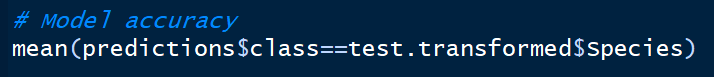 # Model accuracy
mean(predictions$class==test.transformed$Species)